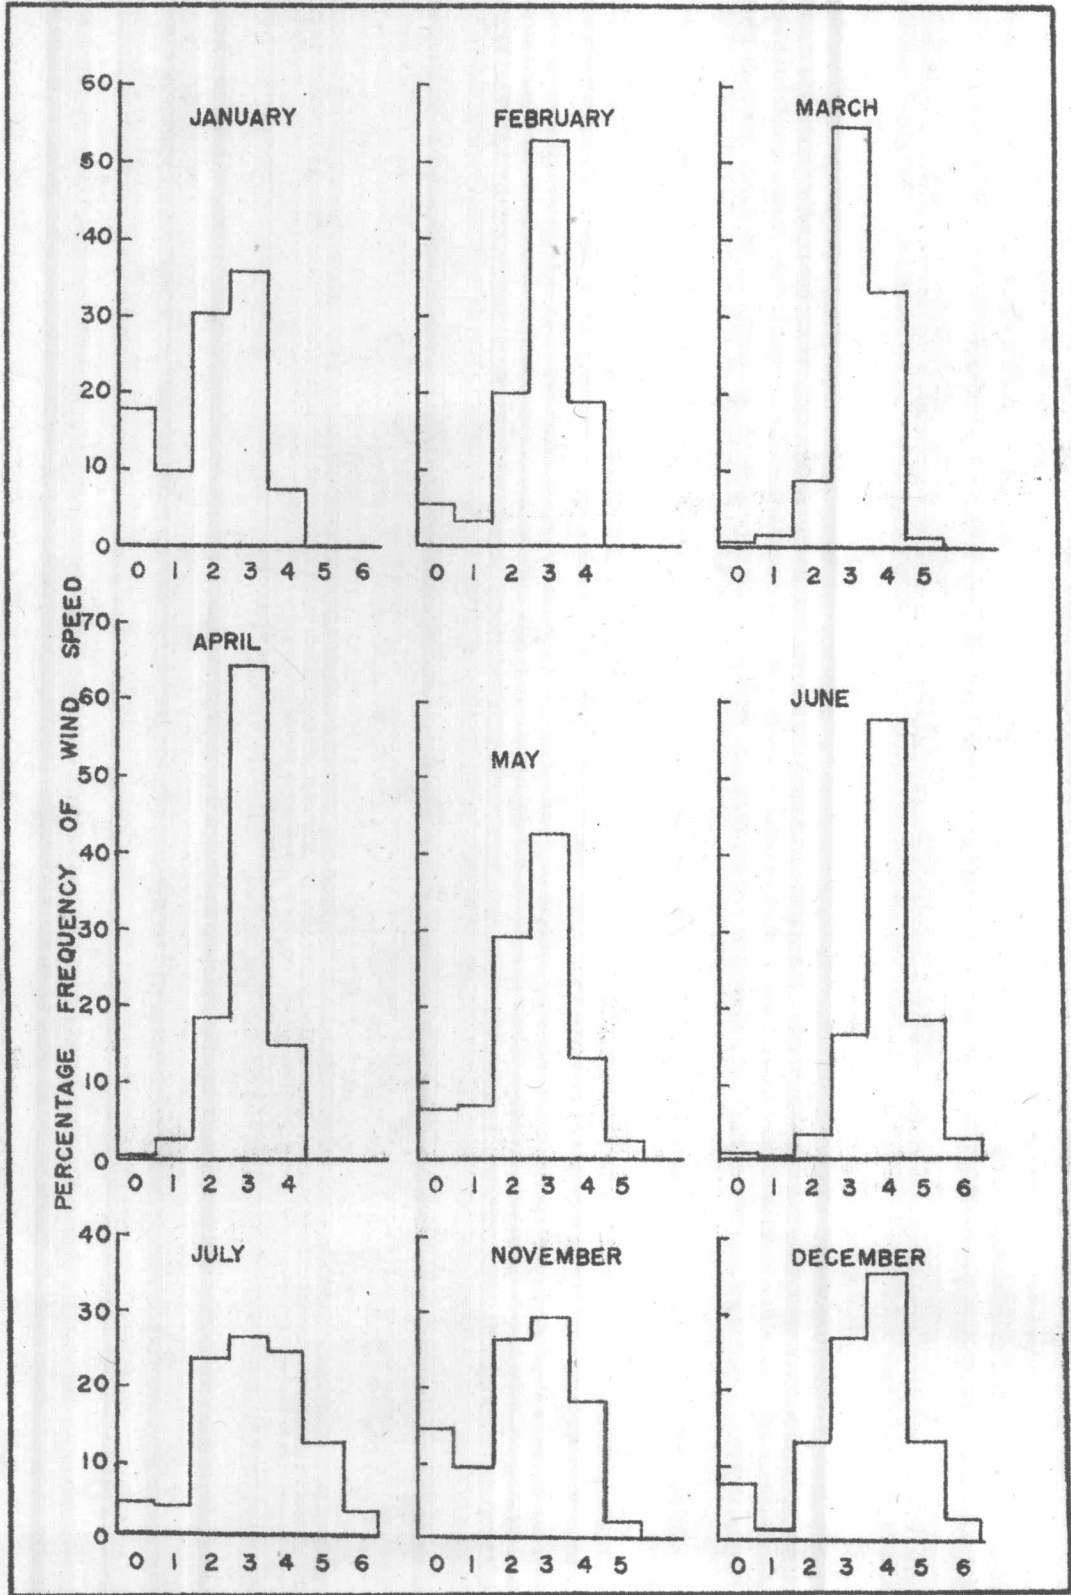 PERCENTAGE FREQUENCY OF WIND SPEED
JANUARY
60
50
40
30
20
10
0
0 1 2 3 4 5 6
FEBRUARY
0 1 2 3 4
MARCH
0 1 2 3 4 5
APRIL
70
60
50
40
30
20
10
0
0 1 2 3 4
MAY
0 1 2 3 4 5
JUNE
0 1 2 3 4 5 6
JULY
40
30
20
10
0
0 1 2 3 4 5 6
NOVEMBER
0 1 2 3 4 5
DECEMBER
0 1 2 3 4 5 6